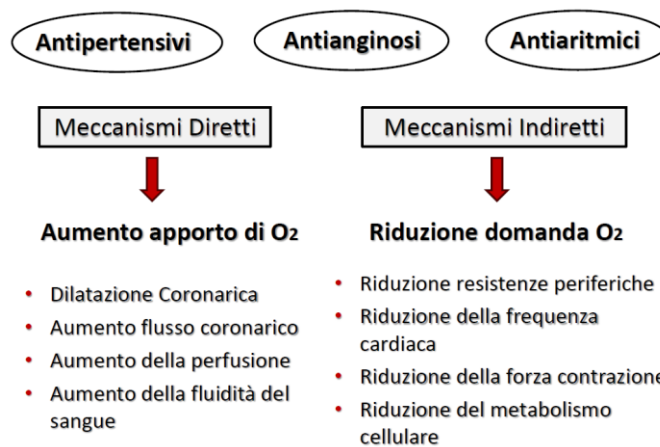 Antipertensivi
Antianginosi
Antiaritmici
Meccanismi Diretti
Meccanismi Indiretti
Aumento apporto di O2
Riduzione domanda O2
• Dilatazione Coronarica
• Aumento flusso coronarico
• Aumento della perfusione
• Aumento della fluidità del
sangue
• Riduzione resistenze periferiche
• Riduzione della frequenza
cardiaca
• Riduzione della forza contrazione
• Riduzione del metabolismo
cellulare